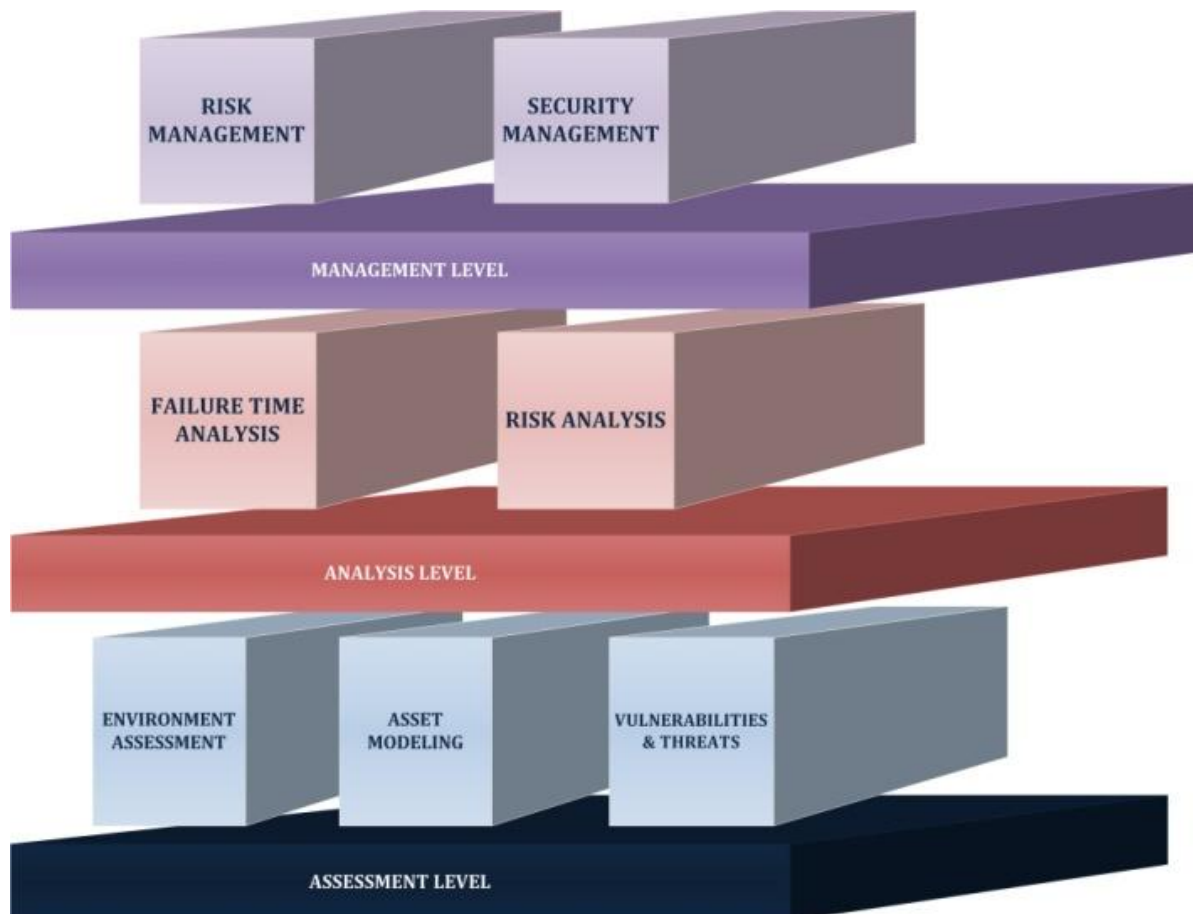 RISK
MANAGEMENT
SECURITY
MANAGEMENT
MANAGEMENT LEVEL
FAILURE TIME
ANALYSIS
RISK ANALYSIS
ANALYSIS LEVEL
ENVIRONMENT
ASSESSMENT
ASSET
MODELING
VULNERABILITIES
& THREATS
ASSESSMENT LEVEL